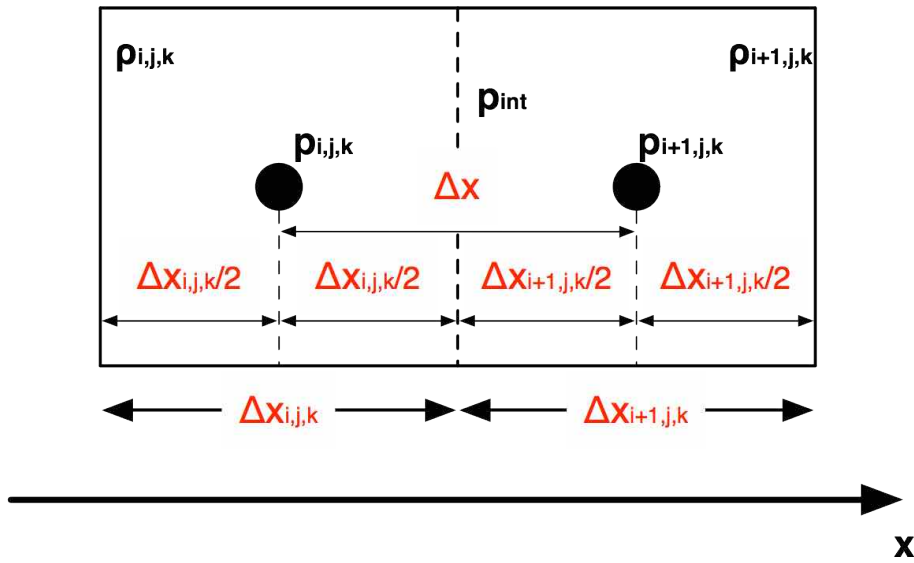 ρi,j,k
ρi+1,j,k
pint
pi,j,k
pi+1,j,k
Δx
Δxi,j,k/2
Δxi,j,k/2
Δxi+1,j,k/2
Δxi+1,j,k/2
Δxi,j,k
Δxi+1,j,k
x